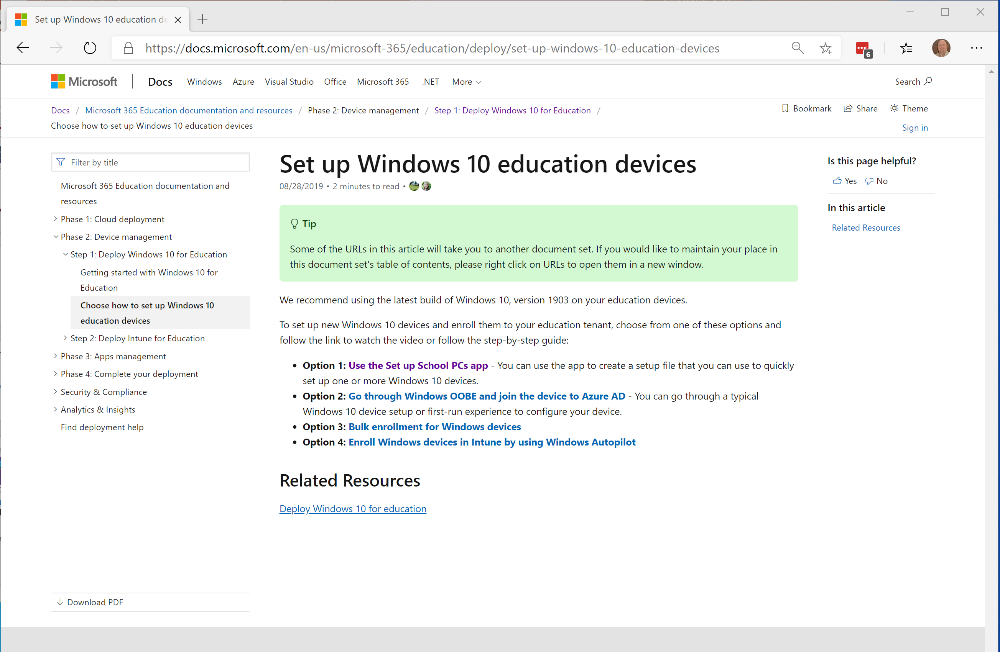 Set up Windows 10 education de
https://docs.microsoft.com/en-us/microsoft-365/education/deploy/set-up-windows-10-education-devices
6
Microsoft
Docs
Windows
Azure
Visual Studio
Office
Microsoft 365
.NET
More
Search
Docs / Microsoft 365 Education documentation and resources / Phase 2: Device management / Step 1: Deploy Windows 10 for Education /
Choose how to set up Windows 10 education devices
Bookmark
Share
Theme
Sign in
Filter by title
Microsoft 365 Education documentation and
resources
Phase 1: Cloud deployment
Phase 2: Device management
Step 1: Deploy Windows 10 for Education
Getting started with Windows 10 for
Education
Choose how to set up Windows 10
education devices
Step 2: Deploy Intune for Education
Phase 3: Apps management
Phase 4: Complete your deployment
Security & Compliance
Analytics & Insights
Find deployment help
Download PDF
Set up Windows 10 education devices
08/28/2019 • 2 minutes to read •
Tip
Some of the URLs in this article will take you to another document set. If you would like to maintain your place in
this document set's table of contents, please right click on URLs to open them in a new window.
We recommend using the latest build of Windows 10, version 1903 on your education devices.
To set up new Windows 10 devices and enroll them to your education tenant, choose from one of these options and
follow the link to watch the video or follow the step-by-step guide:
• Option 1: Use the Set up School PCs app - You can use the app to create a setup file that you can use to quickly
set up one or more Windows 10 devices.
• Option 2: Go through Windows OOBE and join the device to Azure AD - You can go through a typical
Windows 10 device setup or first-run experience to configure your device.
• Option 3: Bulk enrollment for Windows devices
• Option 4: Enroll Windows devices in Intune by using Windows Autopilot
Related Resources
Deploy Windows 10 for education
Is this page helpful?
Yes
No
In this article
Related Resources